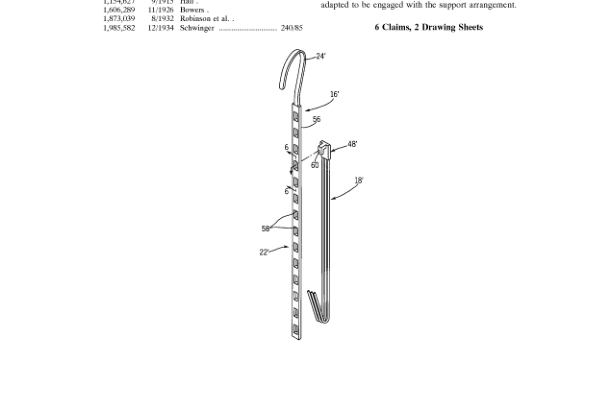 1,154,627 9/1915 Hall .
1,606,289 11/1926 Bowers .
1,873,039 8/1932 Robinson et al. .
1,985,582 12/1934 Schwinger ................................ 240/85
adapted to be engaged with the support arrangement.
6 Claims, 2 Drawing Sheets
24'
16'
56
6
48'
60
18'
6
58
22'